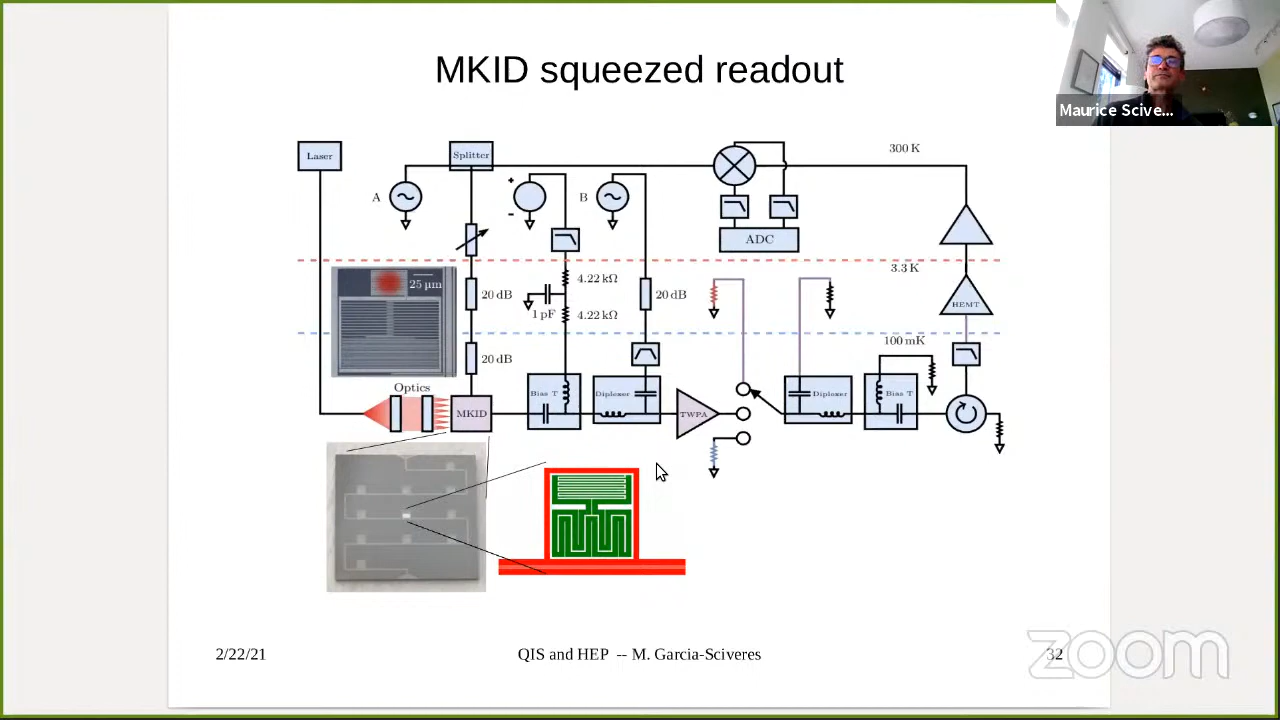 MKID squeezed readout
Maurice Scive...
Laser
Splitter
300 K
A
+
-
B
ADC
3.3 K
25 μm
20 dB
4.22 kΩ
1 pF
4.22 kΩ
20 dB
HEMT
100 mK
20 dB
Optics
MKID
Bias T
Diplexer
TWPA
Diplexer
Bias T
2/22/21
QIS and HEP -- M. Garcia-Sciveres
32
zoom